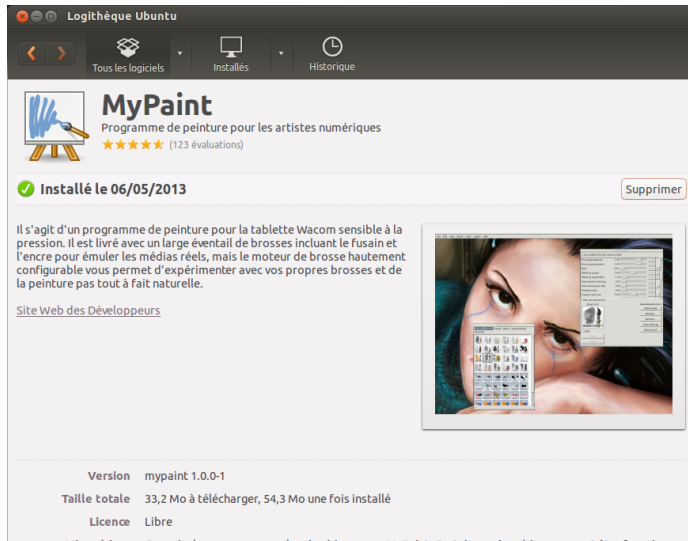 Logithèque Ubuntu
Tous les logiciels
Installés
Historique
MyPaint
Programme de peinture pour les artistes numériques
(123 évaluations)
Installé le 06/05/2013
Supprimer
Il s'agit d'un programme de peinture pour la tablette Wacom sensible à la
pression. Il est livré avec un large éventail de brosses incluant le fusain et
l'encre pour émuler les médias réels, mais le moteur de brosse hautement
configurable vous permet d'expérimenter avec vos propres brosses et de
la peinture pas tout à fait naturelle.
Site Web des Développeurs
Version mypaint 1.0.0-1
Taille totale 33,2 Mo à télécharger, 54,3 Mo une fois installé
Licence Libre